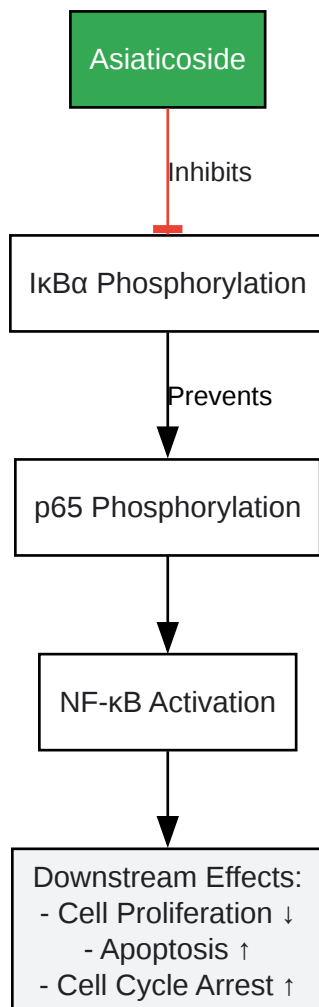 Asiaticoside
Inhibits
IκBα Phosphorylation
Prevents
p65 Phosphorylation
NF-κB Activation
Downstream Effects:
- Cell Proliferation ↓
- Apoptosis ↑
- Cell Cycle Arrest ↑